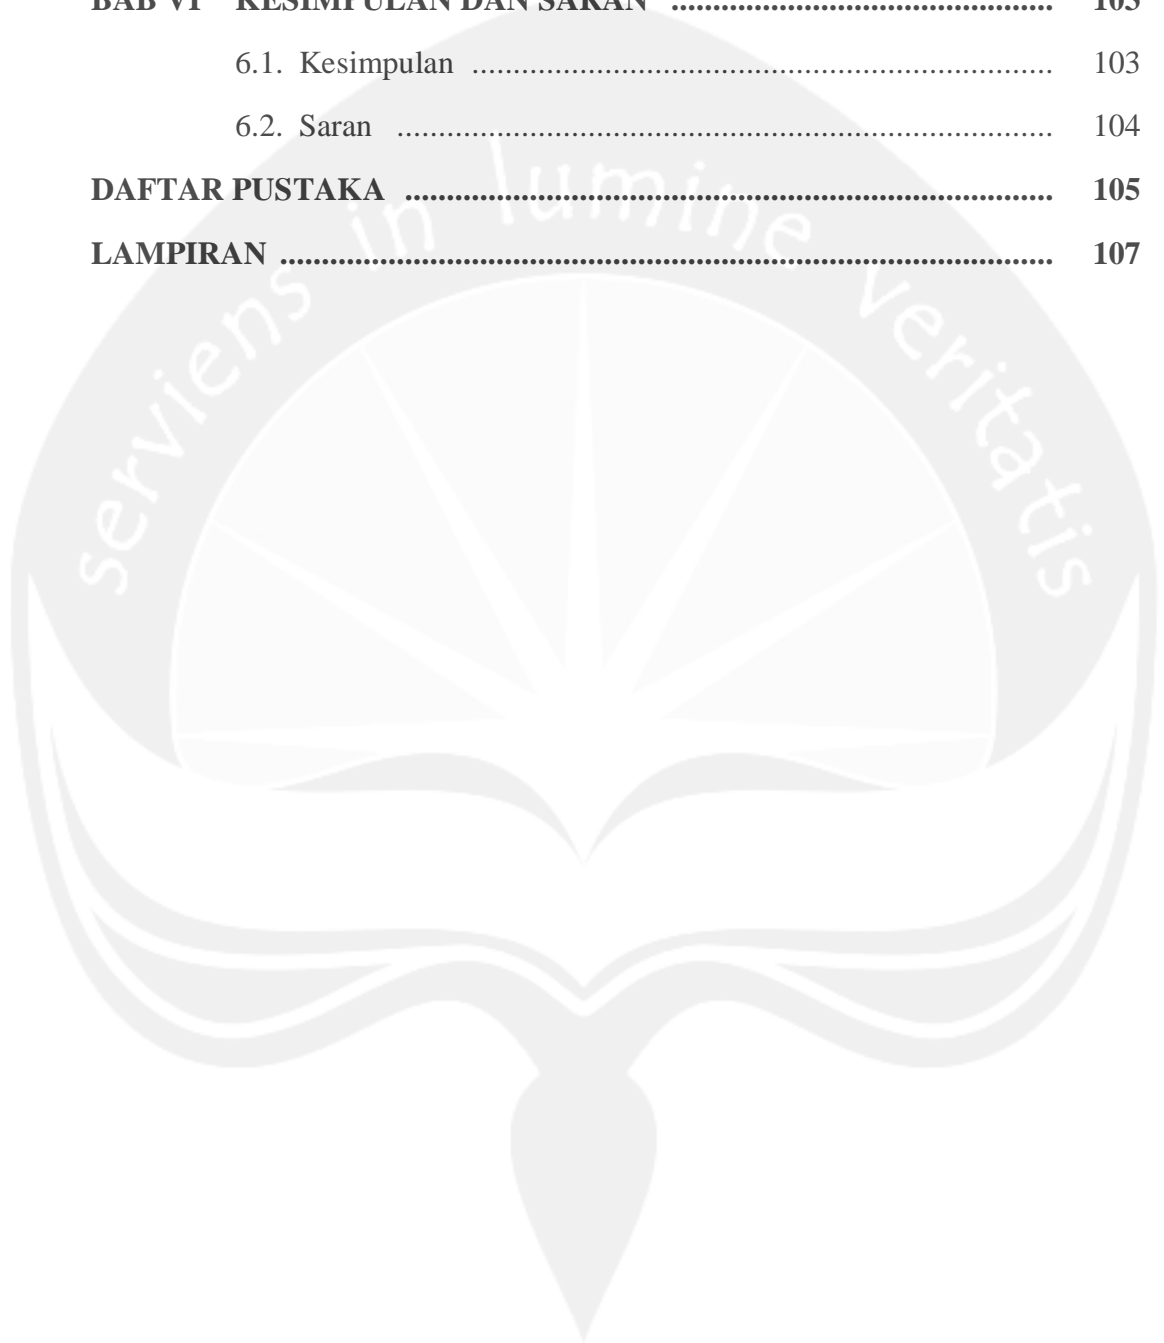 BAB VI KESIMPULAN DAN SARAN ....................................... 103
6.1. Kesimpulan ........................................................... 103
6.2. Saran ................................................................... 104
DAFTAR PUSTAKA .................................................................. 105
LAMPIRAN ............................................................................... 107
serviens in lumine veritatis